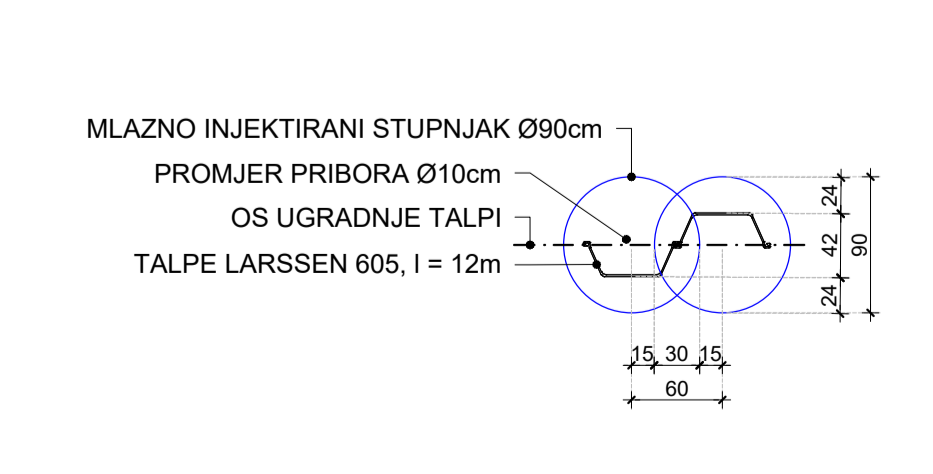 MLAZNO INJEKTIRANI STUPNJAK Ø90cm
PROMJER PRIBORA Ø10cm
OS UGRADNJE TALPI
TALPE LARSSEN 605, l = 12m
24
42
90
24
15 30 15
60